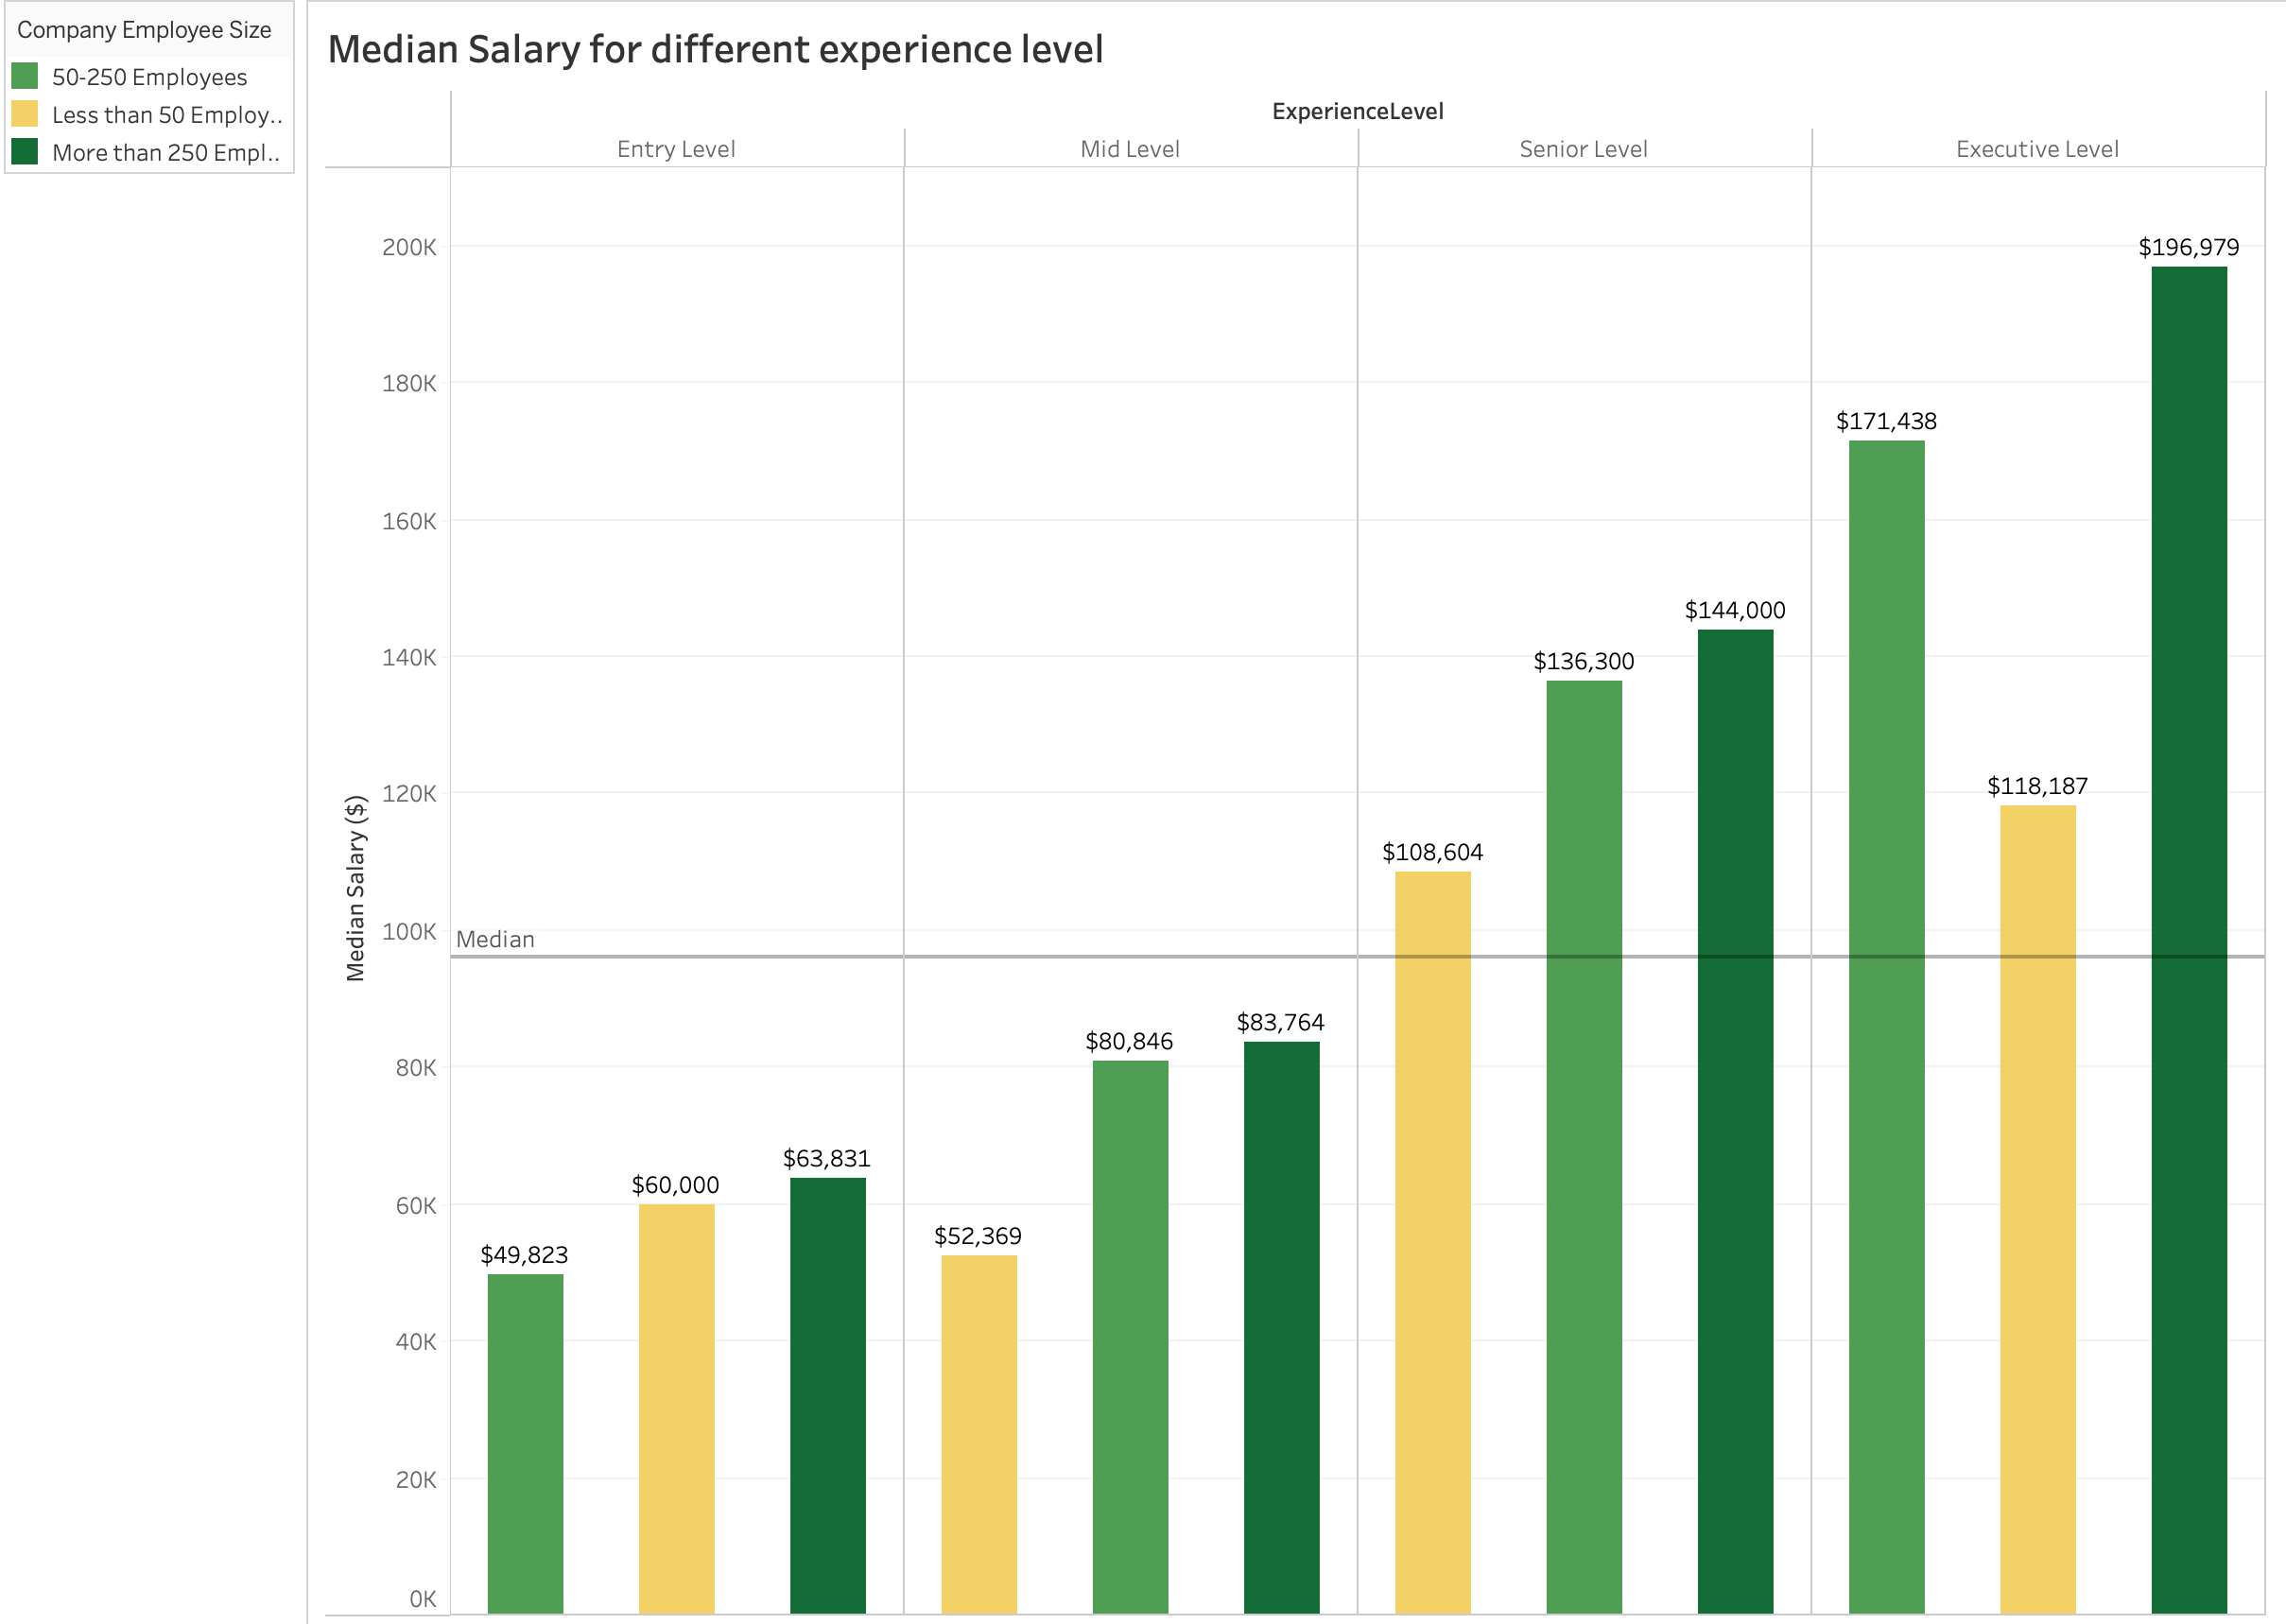 Company Employee Size
50-250 Employees
Less than 50 Employ..
More than 250 Empl..
Median Salary for different experience level
ExperienceLevel
Entry Level
Mid Level
Senior Level
Executive Level
Median Salary ($)
200K
180K
160K
140K
120K
100K
80K
60K
40K
20K
0K
Median
$49,823
$60,000
$63,831
$52,369
$80,846
$83,764
$108,604
$136,300
$144,000
$171,438
$118,187
$196,979